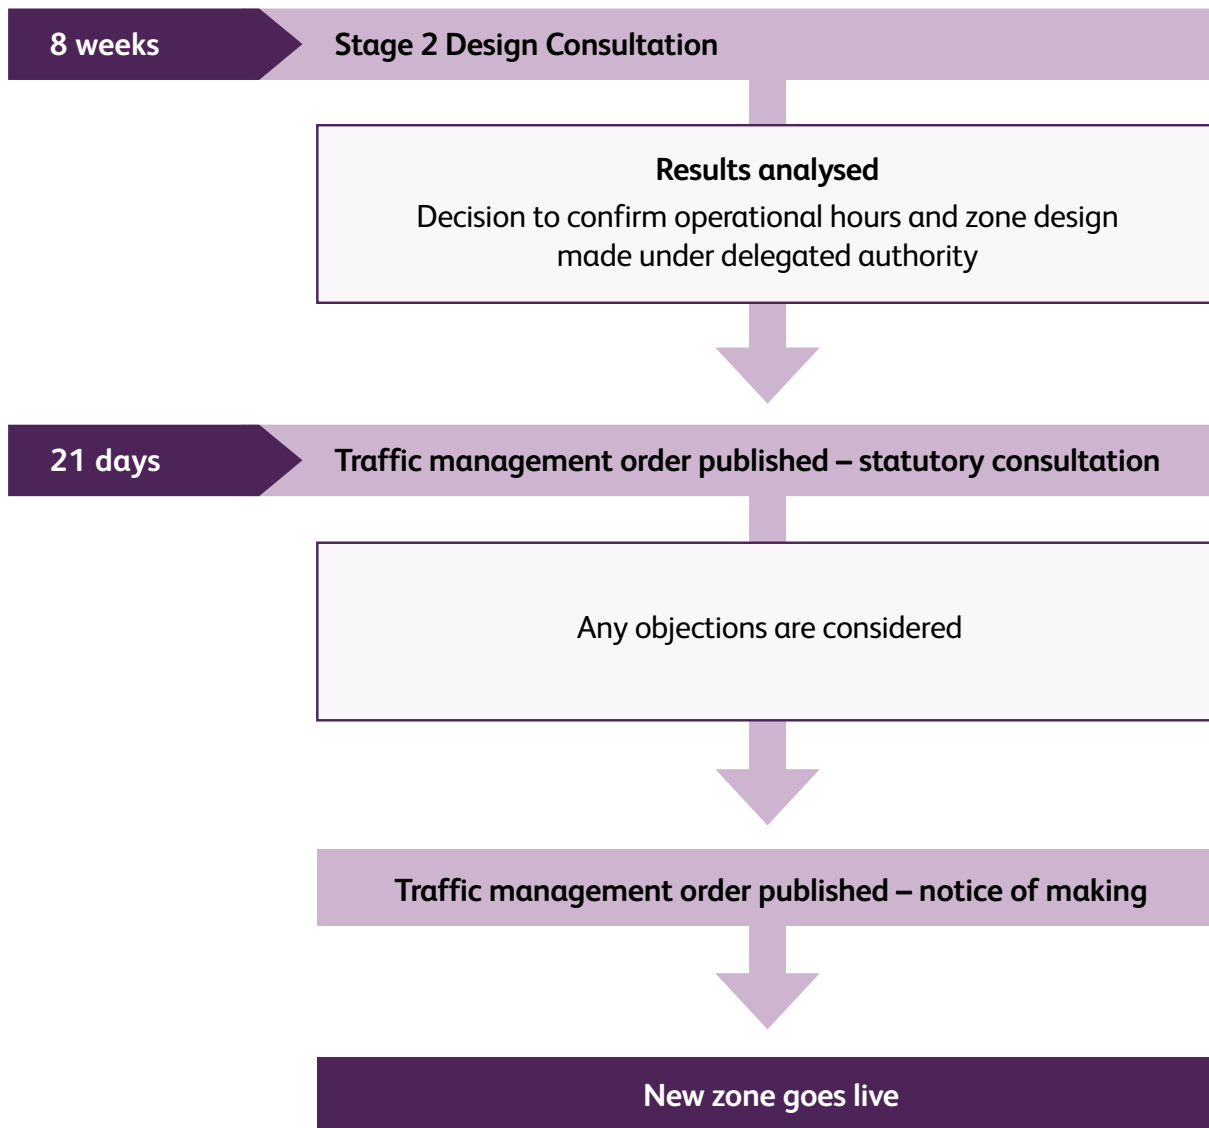 8 weeks
Stage 2 Design Consultation
Results analysed
Decision to confirm operational hours and zone design
made under delegated authority
21 days
Traffic management order published – statutory consultation
Any objections are considered
Traffic management order published – notice of making
New zone goes live